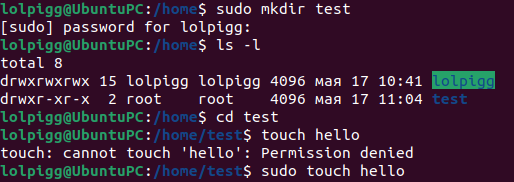 lolpigg@UbuntuPC:/home$ sudo mkdir test
[sudo] password for lolpigg:
lolpigg@UbuntuPC:/home$ ls -l
total 8
drwxrwxrwx 15 lolpigg lolpigg 4096 мая 17 10:41 lolpigg
drwxr-xr-x  2 root    root    4096 мая 17 11:04 test
lolpigg@UbuntuPC:/home$ cd test
lolpigg@UbuntuPC:/home/test$ touch hello
touch: cannot touch 'hello': Permission denied
lolpigg@UbuntuPC:/home/test$ sudo touch hello